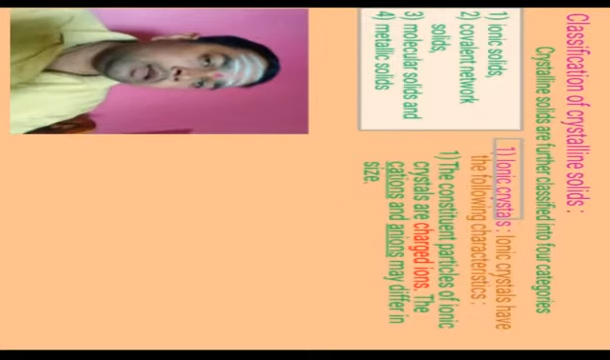 Classification of crystalline solids :
Crystalline solids are further classified into four categories
1) ionic solids,
2) covalent network
solids,
3) molecular solids and
4) metallic solids
1) Ionic crystals : Ionic crystals have
the following characteristics :
1) The constituent particles of ionic
crystals are charged ions. The
cations and anions may differ in
size.